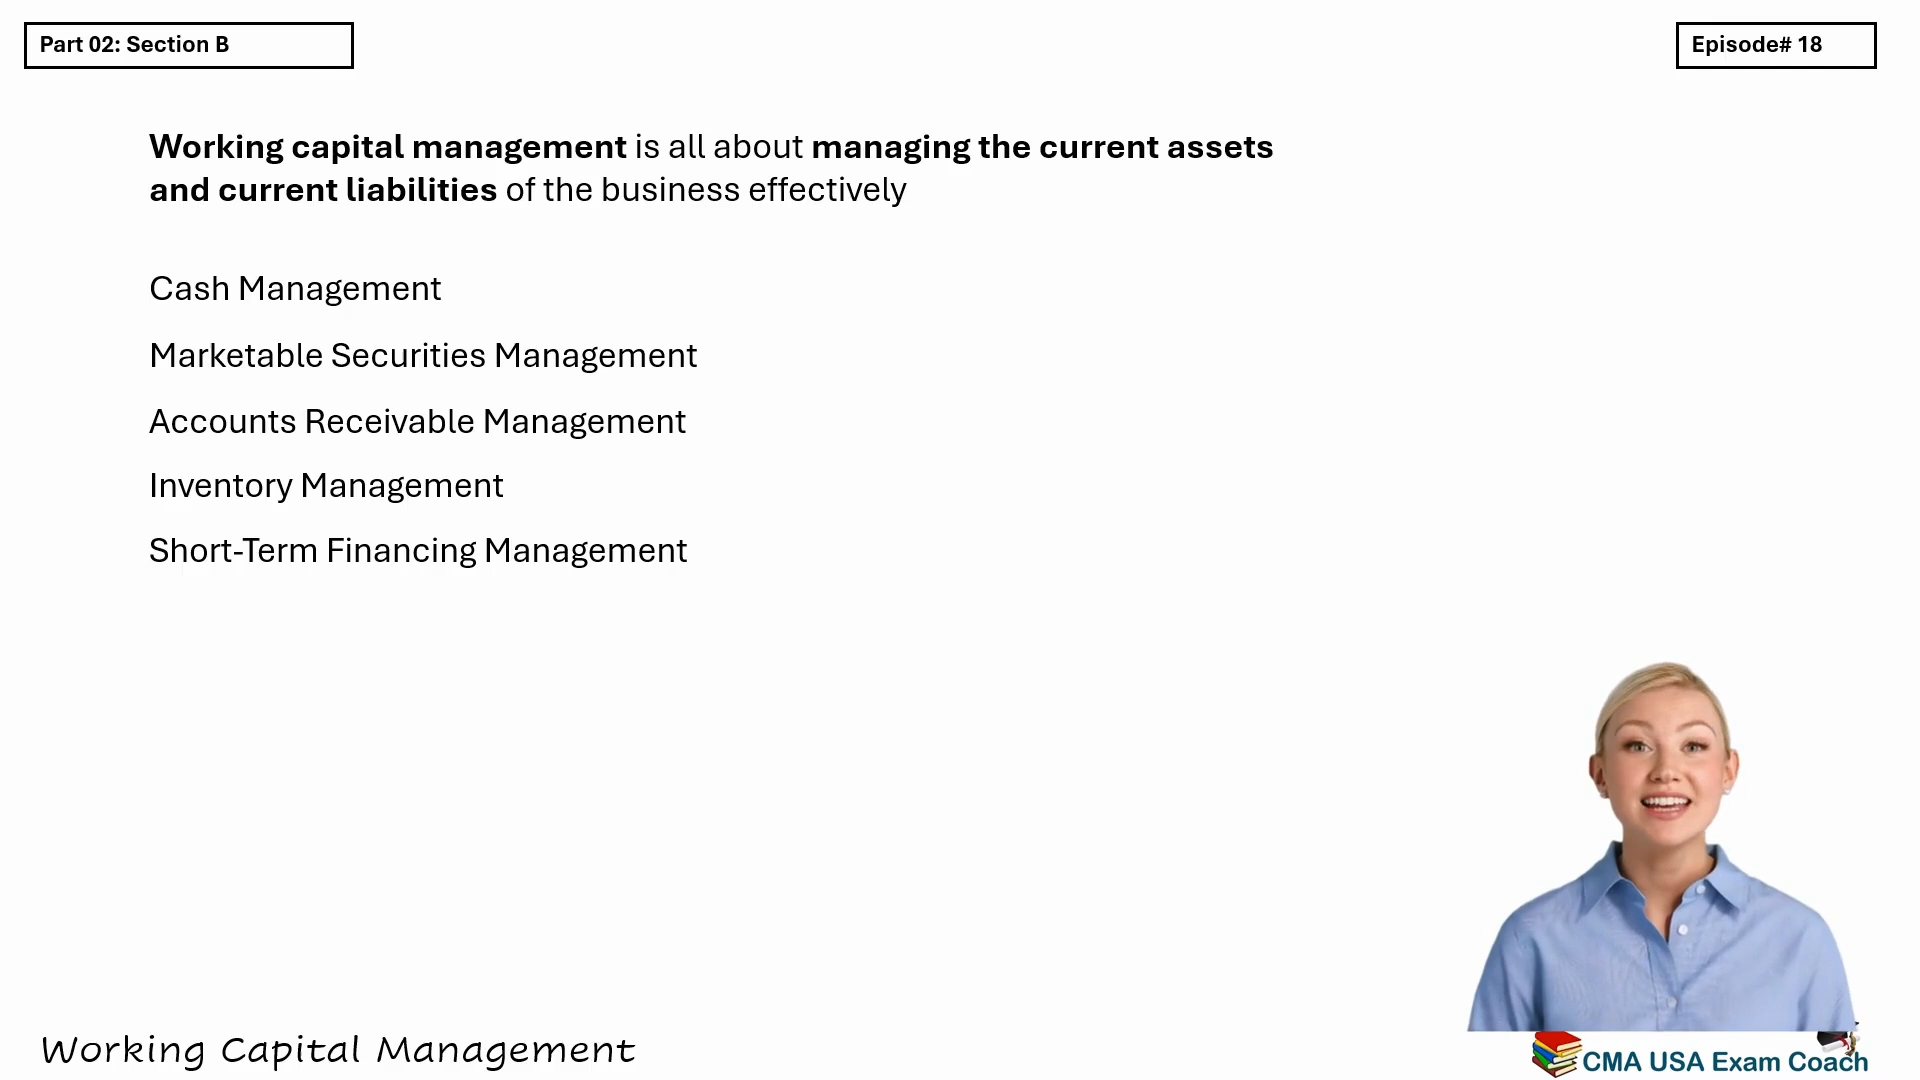 Part 02: Section B
Episode# 18
Working capital management is all about managing the current assets
and current liabilities of the business effectively
Cash Management
Marketable Securities Management
Accounts Receivable Management
Inventory Management
Short-Term Financing Management
Working Capital Management
CMA USA Exam Coach